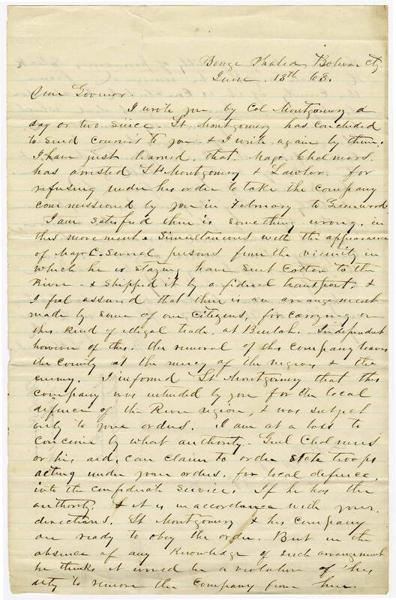 Bolivar Cty
June 13th 63.
Dear Govenor.
I wrote you by Col Montgomery a
day or two since. Lt. Montgomery has concluded
to send courier to you & I write again by them.
I have just learned that Majr. Chalmers
has arrested Lts Montgomery & Lawler for
refusing under his order to take the company
commissioned by you in February to
I am satisfied there is something wrong in
this movement. Simultaneous with the appearance
of Majr C. several persons from the vicinity in
which he is staying have sent Cotton to the
River & shipped it by a federal transport, &
I feel assured that there is an arrangement
made by some of our citizens, for carrying on
this kind of illegal trade, at Beulah. Independent
however of this, the removal of this company leaves
the County at the mercy of the negroes & the
enemy. I informed Lt Montgomery that this
company was intended by you for the local
defence of the River region, & was subject
only to your orders. I am at a loss to
conceive by what authority Genl Chalmers
or his aid, can claim to order state troops
acting under your orders, for local defence,
into the confederate service. If he has the
authority, & it is in accordance with your
directions, Lt Montgomery & his company
are ready to obey the order. But in the
absence of any knowledge of such arrangement
he thinks it would be a violation of his
duty to remove the company from here.